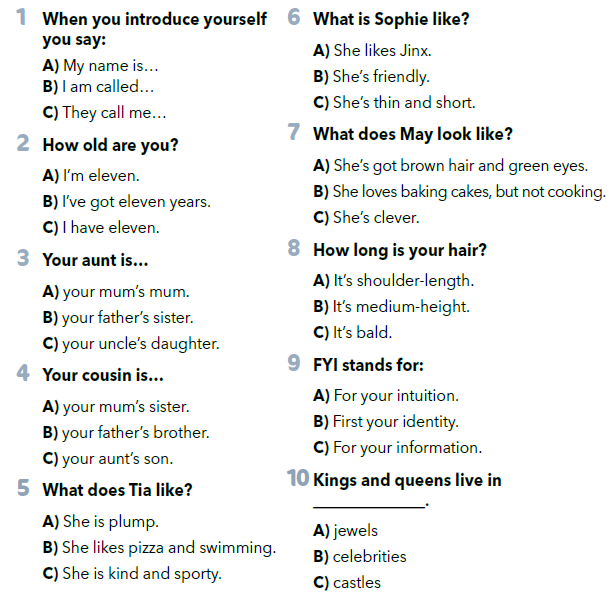 1 When you introduce yourself
you say:
A) My name is…
B) I am called…
C) They call me…
2 How old are you?
A) I’m eleven.
B) I’ve got eleven years.
C) I have eleven.
3 Your aunt is…
A) your mum’s mum.
B) your father’s sister.
C) your uncle’s daughter.
4 Your cousin is…
A) your mum’s sister.
B) your father’s brother.
C) your aunt’s son.
5 What does Tia like?
A) She is plump.
B) She likes pizza and swimming.
C) She is kind and sporty.
6 What is Sophie like?
A) She likes Jinx.
B) She’s friendly.
C) She’s thin and short.
7 What does May look like?
A) She’s got brown hair and green eyes.
B) She loves baking cakes, but not cooking.
C) She’s clever.
8 How long is your hair?
A) It’s shoulder-length.
B) It’s medium-height.
C) It’s bald.
9 FYI stands for:
A) For your intuition.
B) First your identity.
C) For your information.
10 Kings and queens live in
______________.
A) jewels
B) celebrities
C) castles